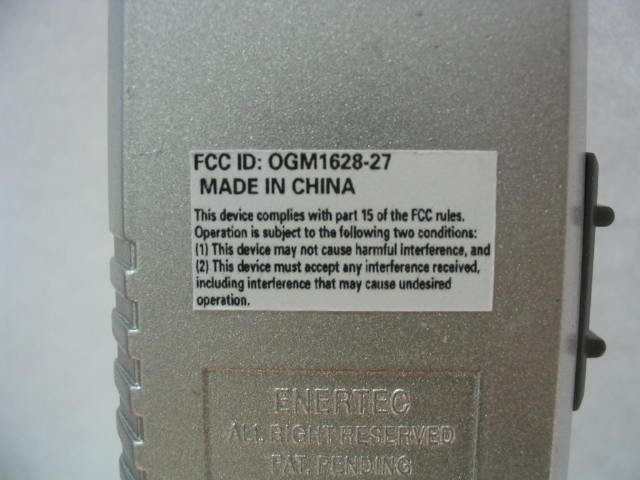 FCC ID: OGM1628-27
MADE IN CHINA
This device complies with part 15 of the FCC rules.
Operation is subject to the following two conditions:
(1) This device may not cause harmful interference, and
(2) This device must accept any interference received,
including interference that may cause undesired
operation.
ENERTEC
ALL RIGHT RESERVED
PAT. PENDING